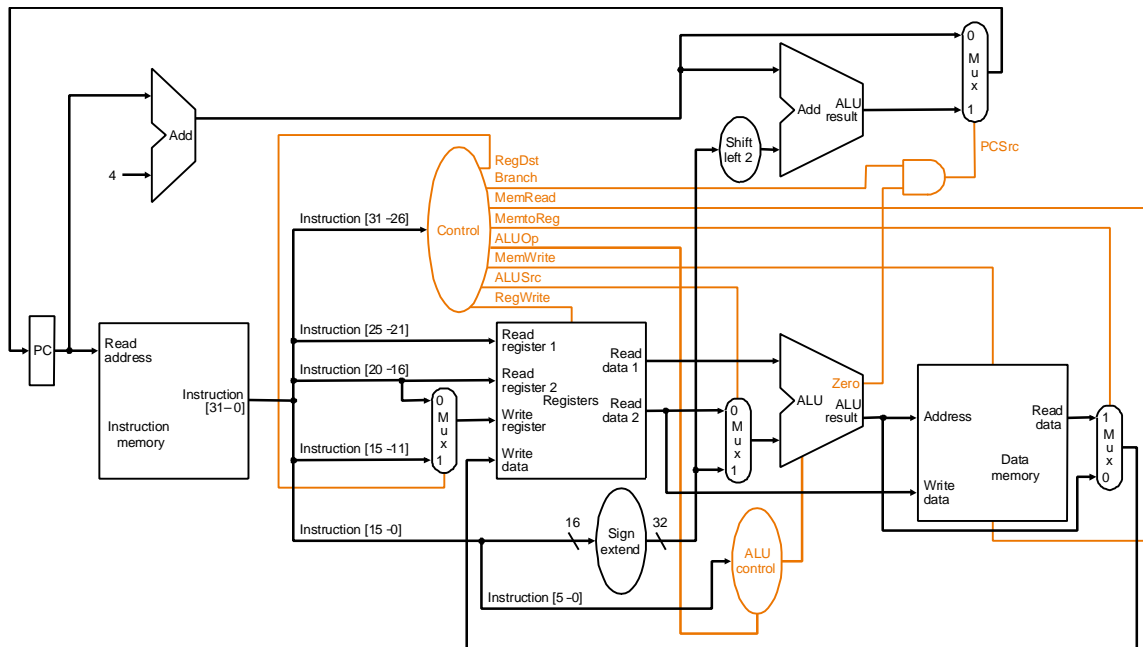 0
M
u
x
1
Add
ALU
result
Add
Shift
left 2
PCSrc
4
RegDst
Branch
MemRead
MemtoReg
ALUOp
MemWrite
ALUSrc
RegWrite
Control
Instruction [31–26]
Instruction [25–21]
Instruction [20–16]
Instruction [15–11]
Instruction [15–0]
Instruction [5–0]
PC
Read
address
Instruction
[31–0]
Instruction
memory
0
M
u
x
1
Read
register 1
Read
register 2
Write
register
Write
data
Registers
Read
data 1
Read
data 2
0
M
u
x
1
Zero
ALU
ALU
result
Address
Write
data
Read
data
Data
memory
1
M
u
x
0
16
Sign
extend
32
ALU
control